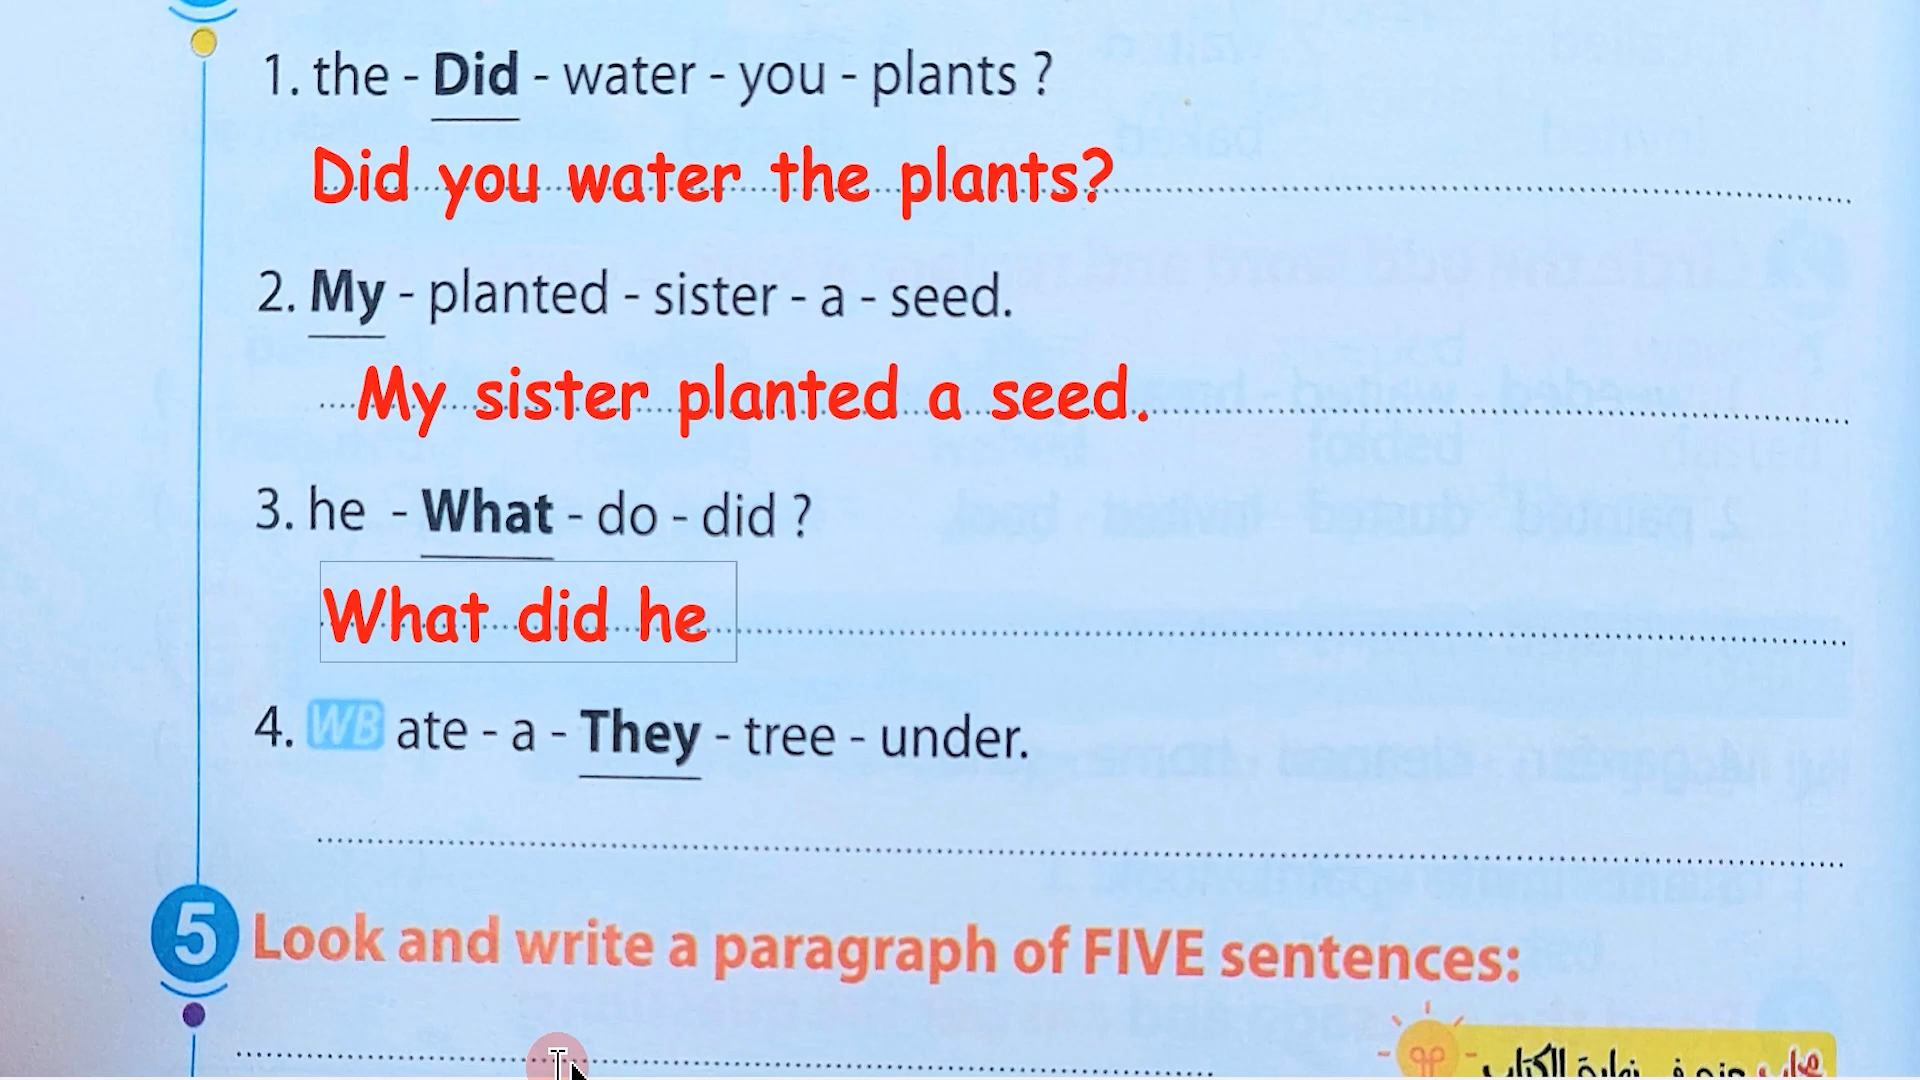 1. the - Did - water - you - plants ?
Did you water the plants?
2. My - planted - sister - a - seed.
My sister planted a seed.
3. he - What - do - did ?
What did he
4. WB ate - a - They - tree - under.
5 Look and write a paragraph of FIVE sentences: